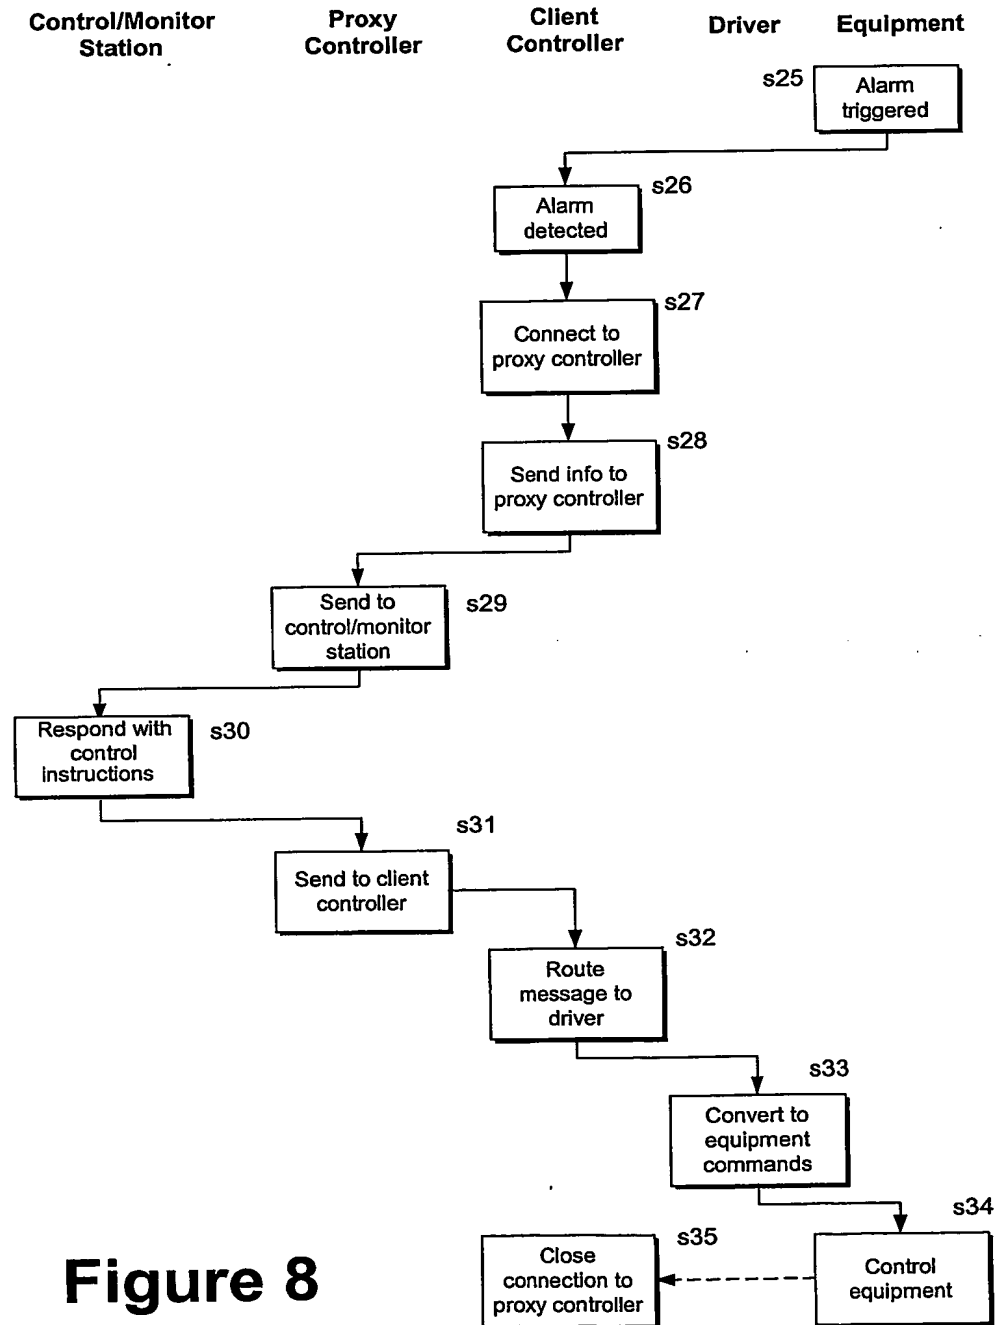 Control/Monitor
Station
Proxy
Controller
Client
Controller
Driver
Equipment
s25
Alarm
triggered
s26
Alarm
detected
s27
Connect to
proxy controller
s28
Send info to
proxy controller
s29
Send to
control/monitor
station
s30
Respond with
control
instructions
s31
Send to client
controller
s32
Route
message to
driver
s33
Convert to
equipment
commands
s34
Control
equipment
s35
Close
connection to
proxy controller
Figure 8